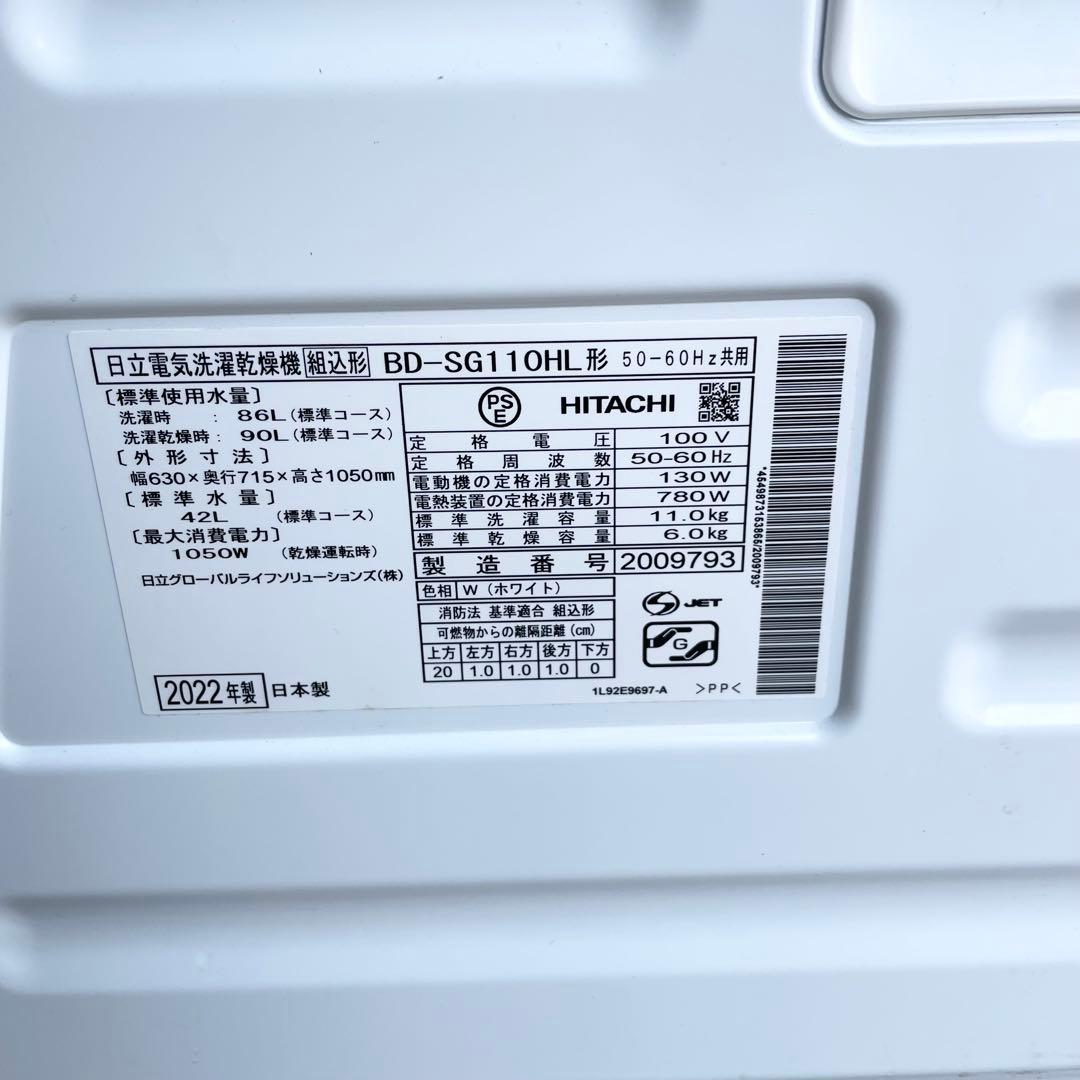 日立電気洗濯乾燥機 組込形 BD-SG110HL形 50-60Hz共用
［標準使用水量］
洗濯時 : 86L（標準コース）
洗濯乾燥時 : 90L（標準コース）
［外形寸法］
幅630×奥行715×高さ1050mm
［標準水量］
42L （標準コース）
［最大消費電力］
1050W （乾燥運転時）
日立グローバルライフソリューションズ(株)
2022年製 日本製
PS E HITACHI
定格電圧 100V
定格周波数 50-60Hz
電動機の定格消費電力 130W
電熱装置の定格消費電力 780W
標準洗濯容量 11.0kg
標準乾燥容量 6.0kg
製造番号 2009793
色相 W（ホワイト）
消防法 基準適合 組込形
可燃物からの離隔距離(cm)
上方 左方 右方 後方 下方
20 1.0 1.0 1.0 0
S JET
G
1L92E9697-A >PP<
*4549873163865/2009793*